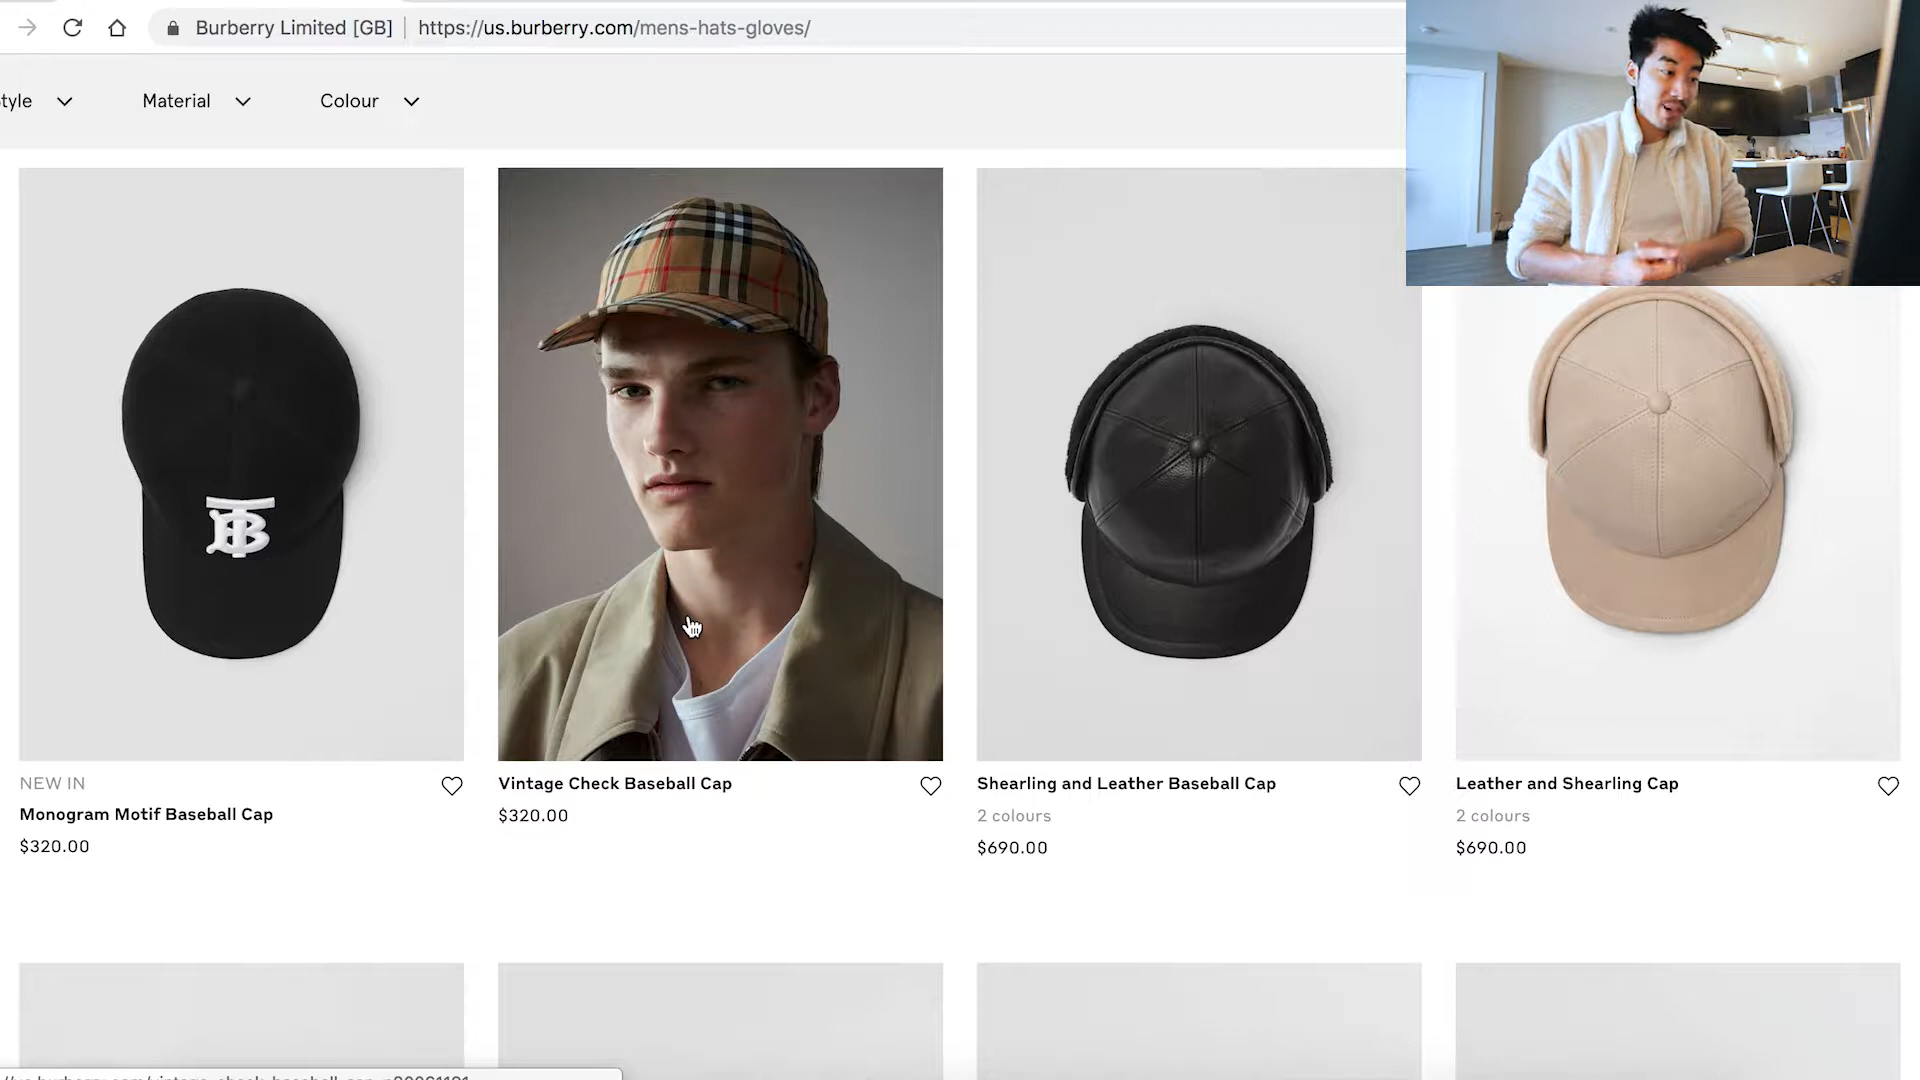 Burberry Limited [GB] https://us.burberry.com/mens-hats-gloves/
tyle Material Colour
TB
NEW IN
Monogram Motif Baseball Cap
$320.00
Vintage Check Baseball Cap
$320.00
Shearling and Leather Baseball Cap
2 colours
$690.00
Leather and Shearling Cap
2 colours
$690.00